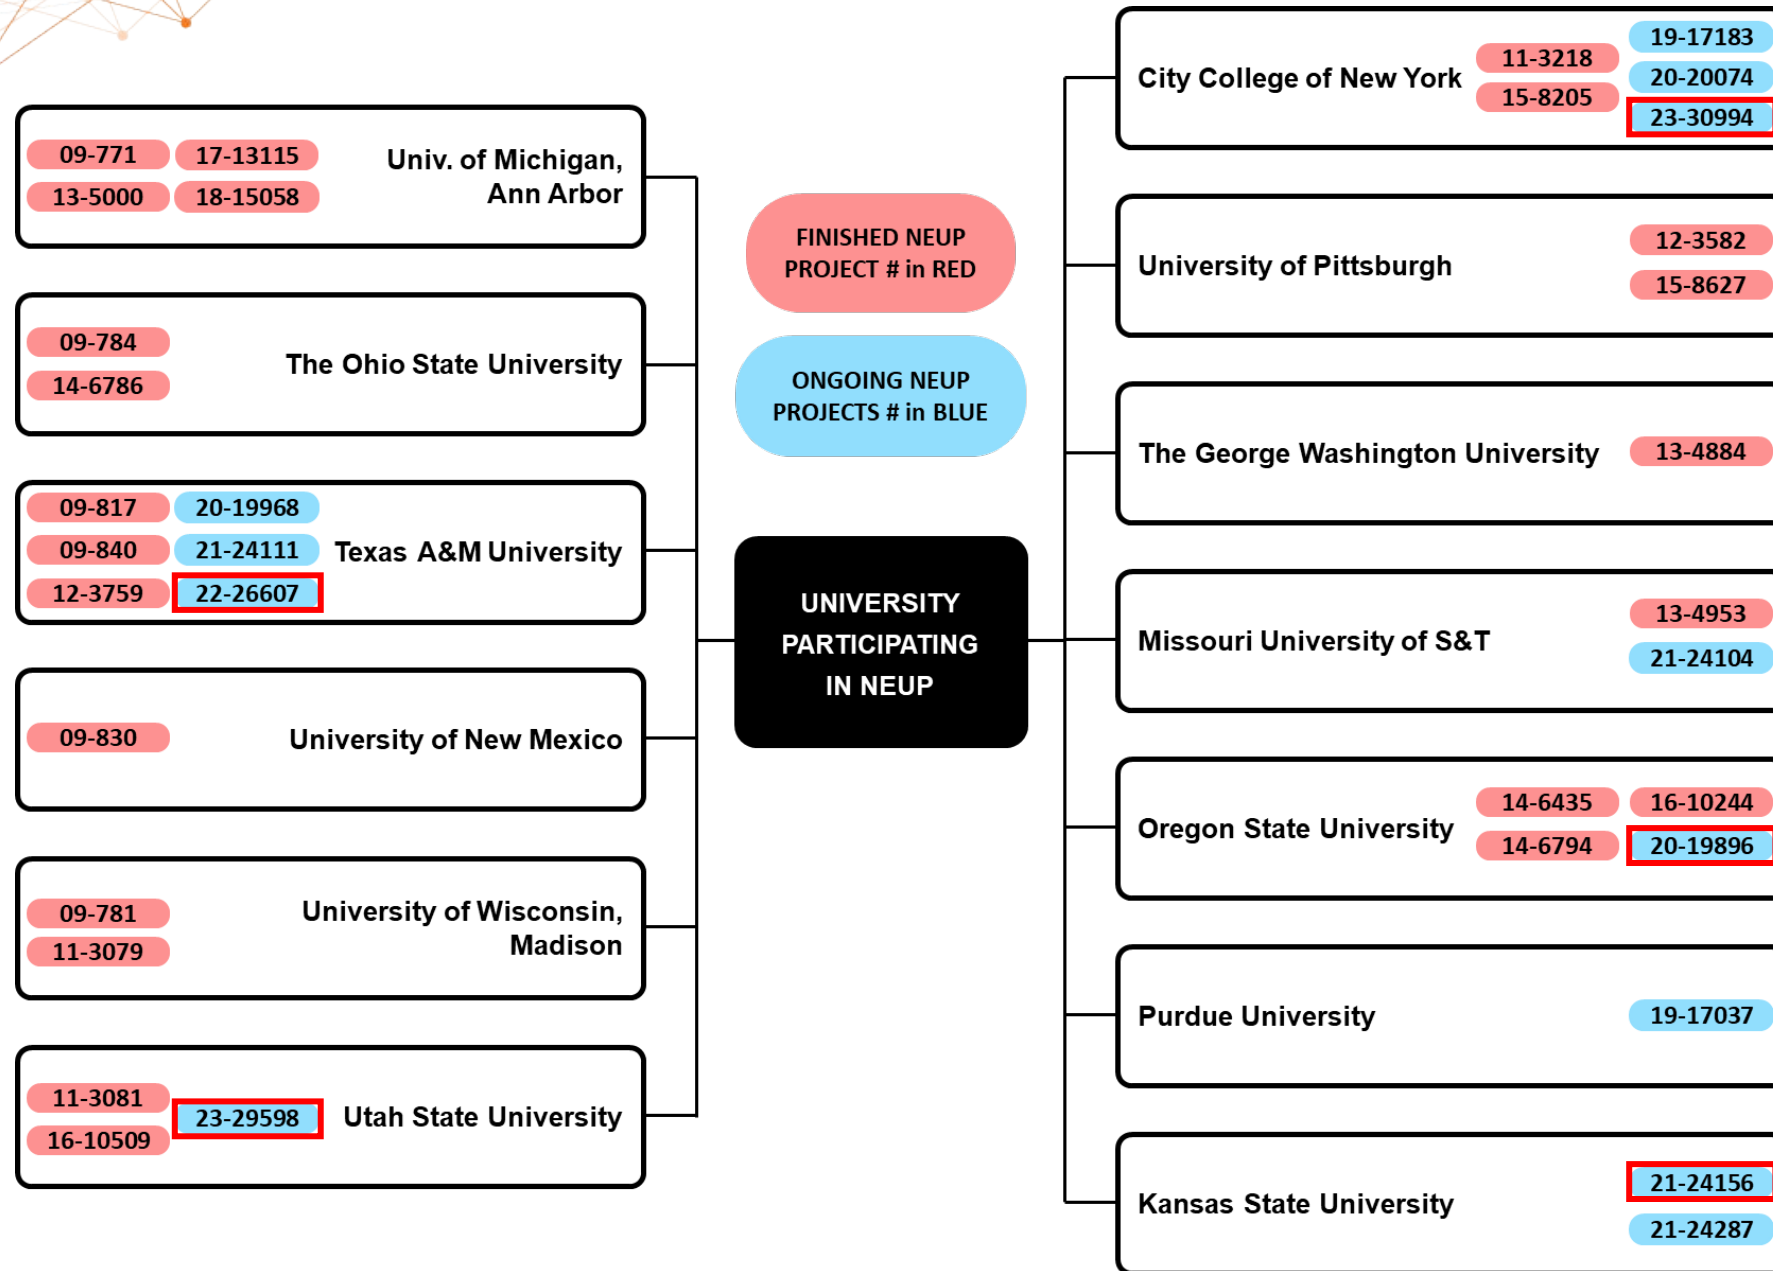 09-771
17-13115
13-5000
18-15058
Univ. of Michigan,
Ann Arbor
09-784
14-6786
The Ohio State University
09-817
20-19968
09-840
21-24111
12-3759
22-26607
Texas A&M University
09-830
University of New Mexico
09-781
11-3079
University of Wisconsin,
Madison
11-3081
16-10509
23-29598
Utah State University
FINISHED NEUP
PROJECT # in RED
ONGOING NEUP
PROJECTS # in BLUE
UNIVERSITY
PARTICIPATING
IN NEUP
City College of New York
11-3218
15-8205
19-17183
20-20074
23-30994
University of Pittsburgh
12-3582
15-8627
The George Washington University
13-4884
Missouri University of S&T
13-4953
21-24104
Oregon State University
14-6435
16-10244
14-6794
20-19896
Purdue University
19-17037
Kansas State University
21-24156
21-24287